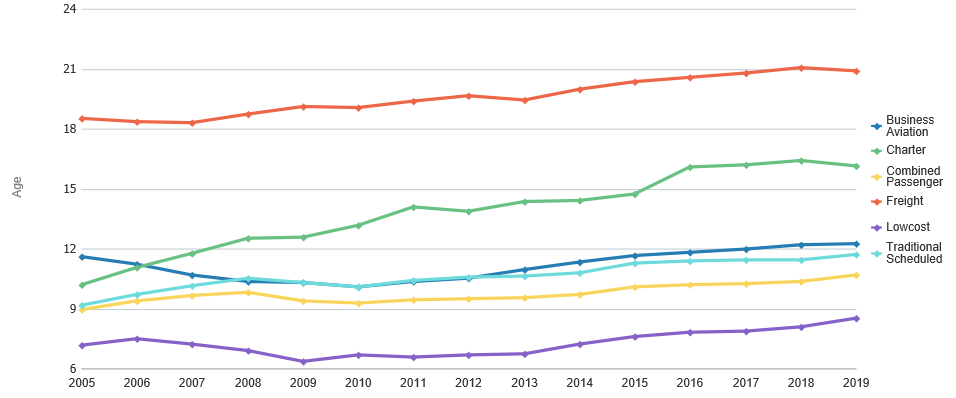 24
21
18
15
12
9
6
Age
2005 2006 2007 2008 2009 2010 2011 2012 2013 2014 2015 2016 2017 2018 2019
Business
Aviation
Charter
Combined
Passenger
Freight
Lowcost
Traditional
Scheduled